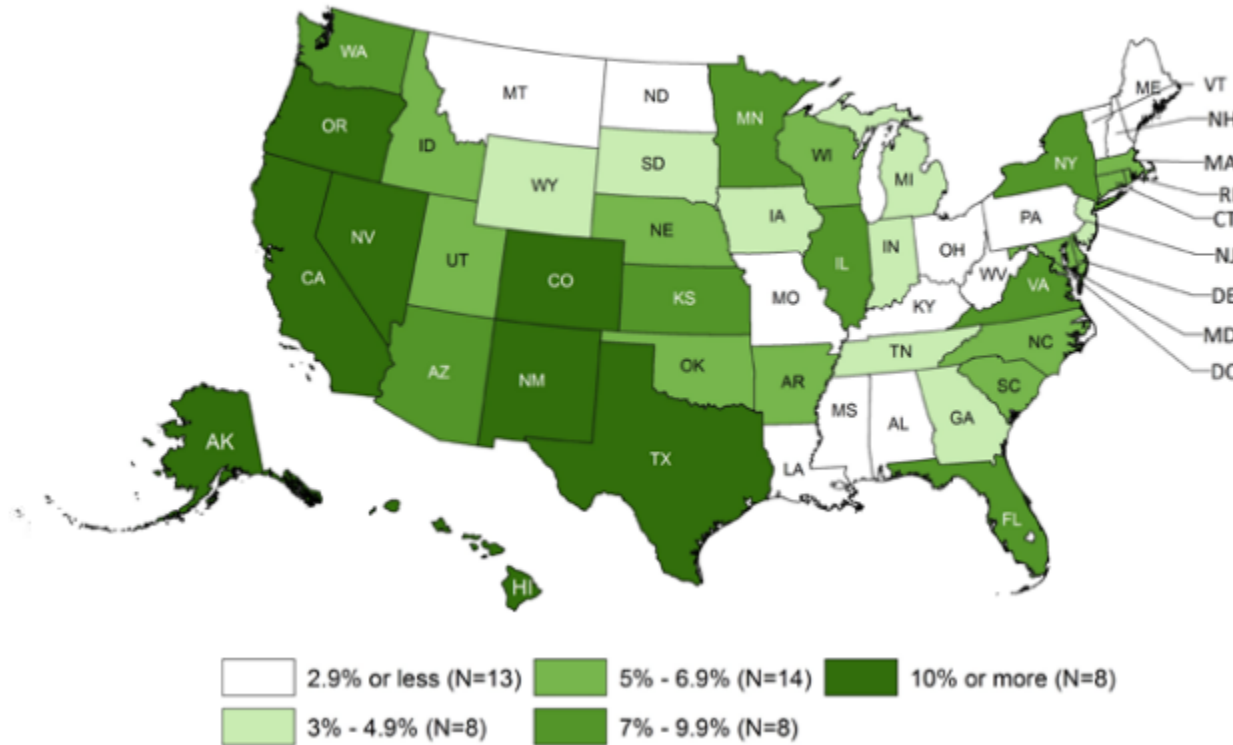 WA
MT
ND
MN
ME
VT
NH
OR
ID
SD
WI
NY
MA
WY
MI
RI
CT
IA
PA
NJ
NV
NE
IN
OH
UT
IL
WV
CA
CO
DE
VA
KS
MO
KY
MD
NC
TN
OK
AZ
NM
AR
SC
DC
MS
AL
GA
AK
TX
LA
FL
HI
2.9% or less (N=13)
5% - 6.9% (N=14)
10% or more (N=8)
3% - 4.9% (N=8)
7% - 9.9% (N=8)